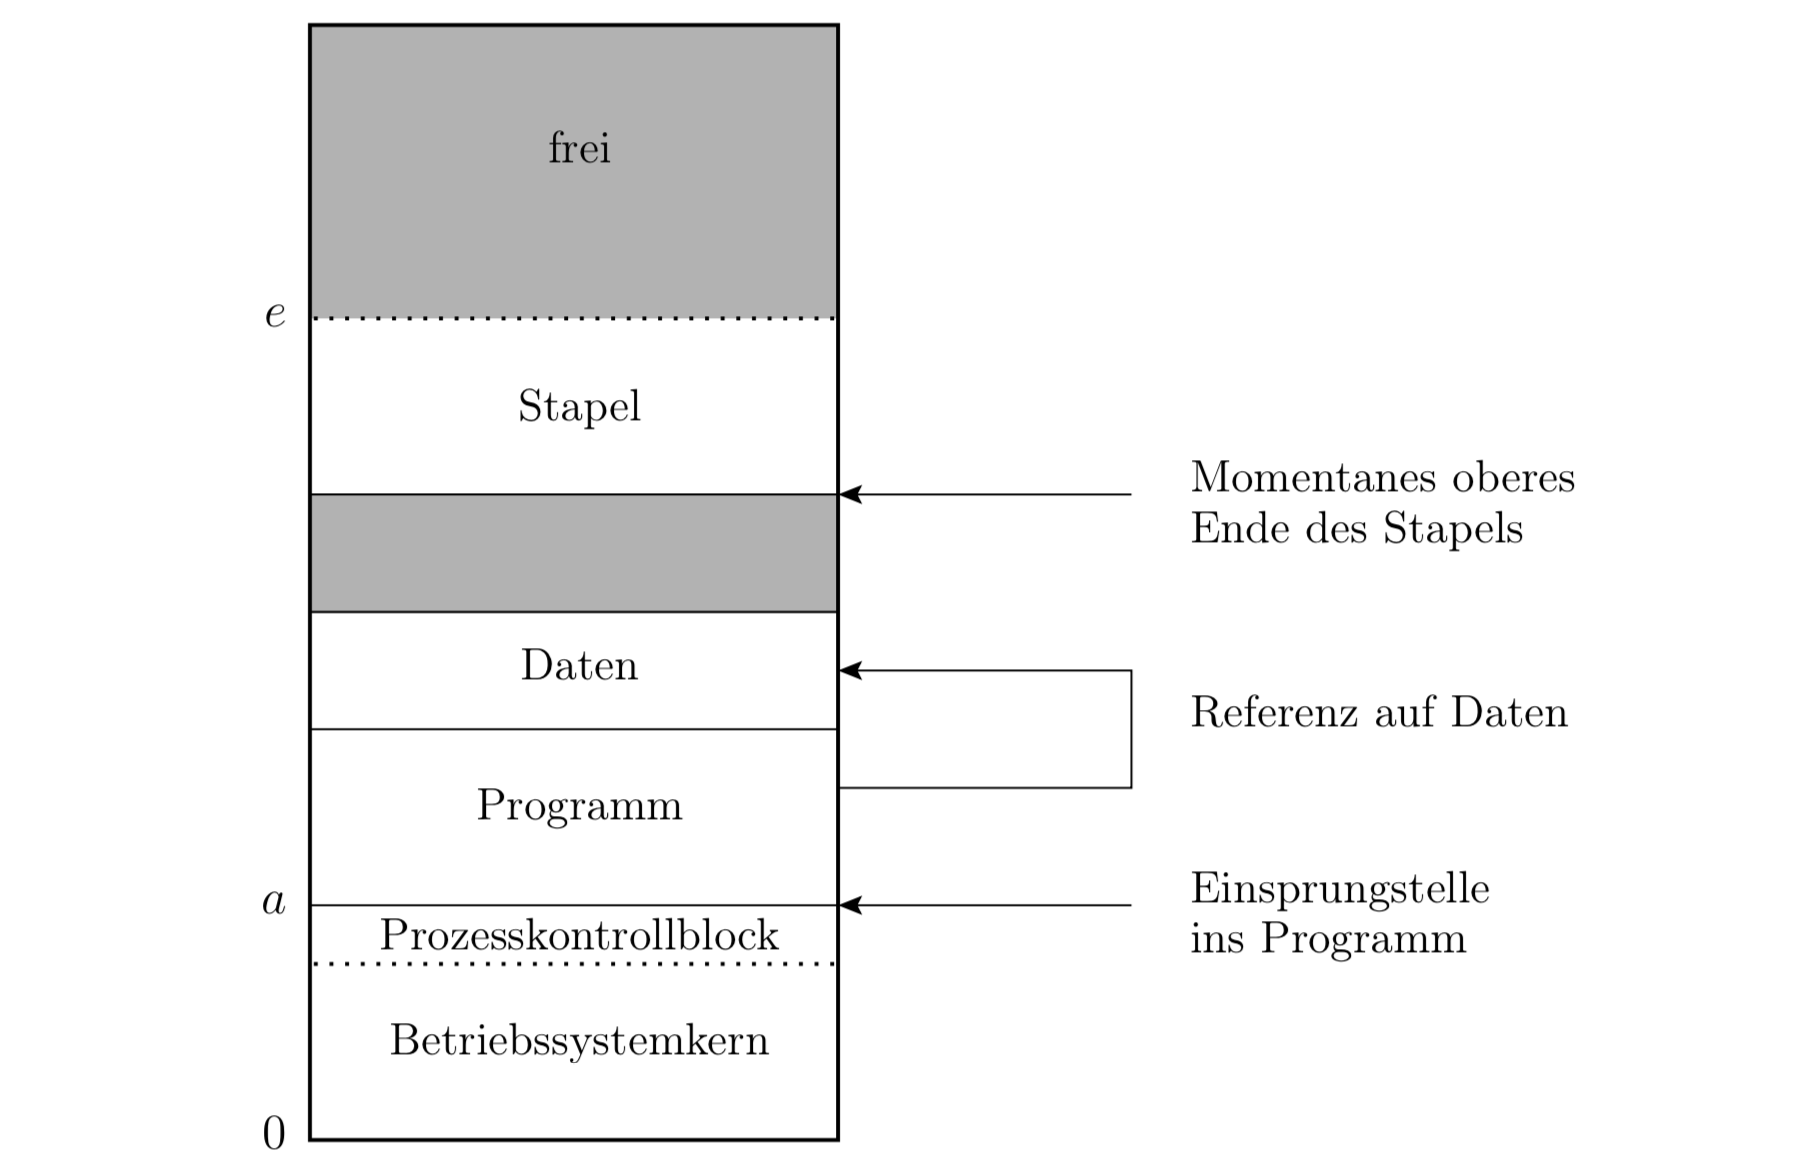 frei
e
Stapel
Momentanes oberes
Ende des Stapels
Daten
Referenz auf Daten
Programm
a
Einsprungstelle
ins Programm
Prozesskontrollblock
Betriebssystemkern
0